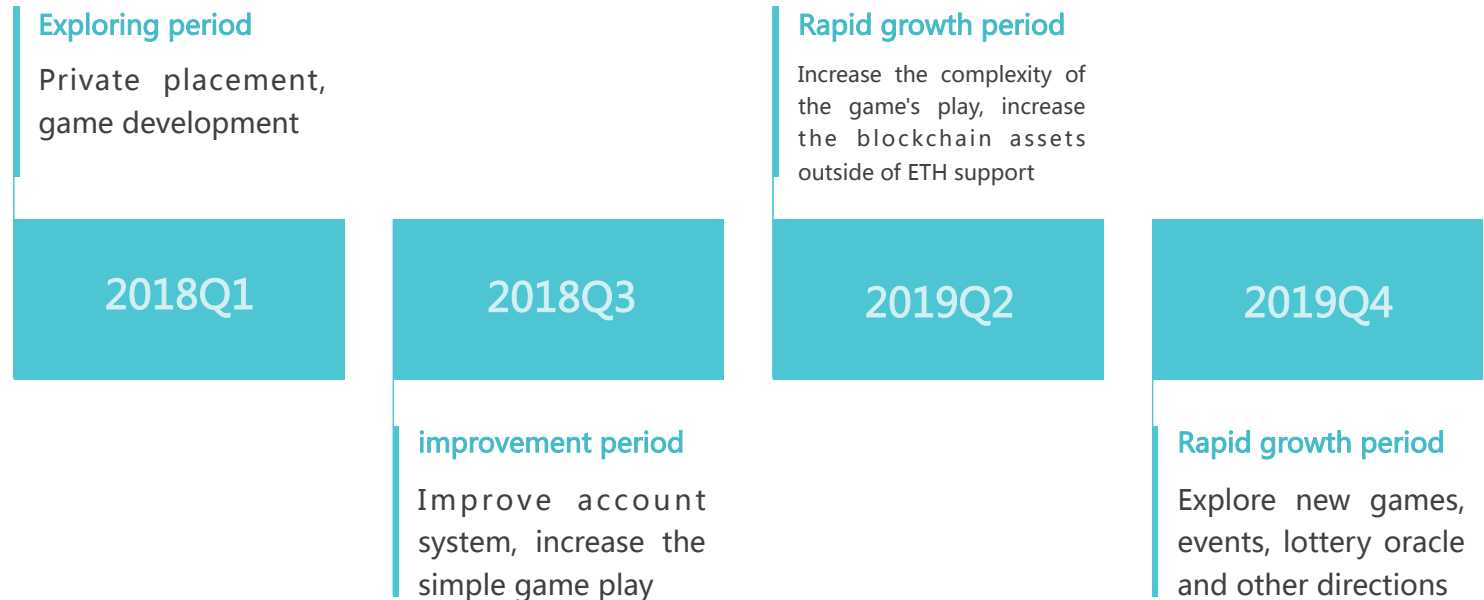 Exploring period
Private placement,
game development
Rapid growth period
Increase the complexity of
the game's play, increase
the blockchain assets
outside of ETH support
2018Q1
2018Q3
2019Q2
2019Q4
improvement period
Improve account
system, increase the
simple game play
Rapid growth period
Explore new games,
events, lottery oracle
and other directions